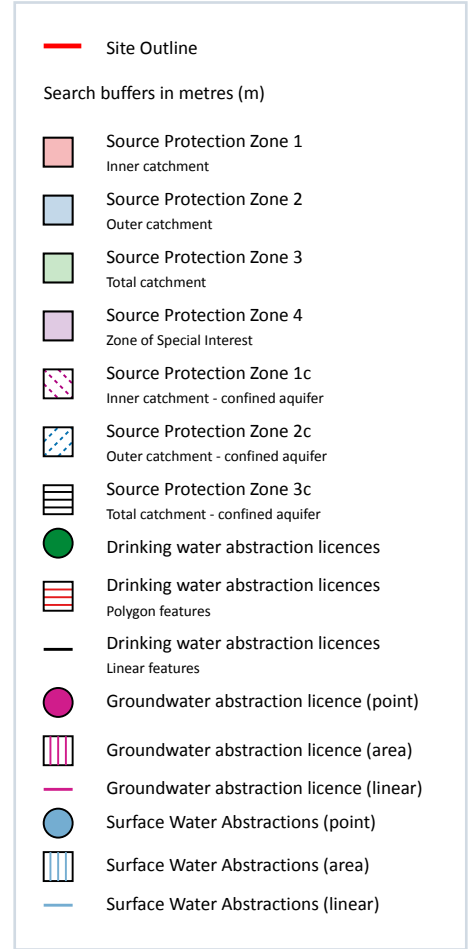 Site Outline
Search buffers in metres (m)
Source Protection Zone 1
Inner catchment
Source Protection Zone 2
Outer catchment
Source Protection Zone 3
Total catchment
Source Protection Zone 4
Zone of Special Interest
Source Protection Zone 1c
Inner catchment - confined aquifer
Source Protection Zone 2c
Outer catchment - confined aquifer
Source Protection Zone 3c
Total catchment - confined aquifer
Drinking water abstraction licences
Drinking water abstraction licences
Polygon features
Drinking water abstraction licences
Linear features
Groundwater abstraction licence (point)
Groundwater abstraction licence (area)
Groundwater abstraction licence (linear)
Surface Water Abstractions (point)
Surface Water Abstractions (area)
Surface Water Abstractions (linear)